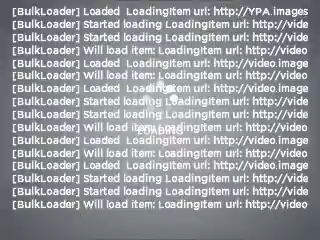 [BulkLoader] Loaded LoadingItem url: http://YPA.images
[BulkLoader] Started loading LoadingItem url: http://vide
[BulkLoader] Started loading LoadingItem url: http://vide
[BulkLoader] Will load item: LoadingItem url: http://video
[BulkLoader] Loaded LoadingItem url: http://video.image
[BulkLoader] Will load item: LoadingItem url: http://video
[BulkLoader] Loaded LoadingItem url: http://video.image
[BulkLoader] Started loading LoadingItem url: http://vide
[BulkLoader] Started loading LoadingItem url: http://vide
[BulkLoader] Will load item: LoadingItem url: http://video
LOADING
[BulkLoader] Loaded LoadingItem url: http://video.image
[BulkLoader] Will load item: LoadingItem url: http://video
[BulkLoader] Loaded LoadingItem url: http://video.image
[BulkLoader] Started loading LoadingItem url: http://vide
[BulkLoader] Started loading LoadingItem url: http://vide
[BulkLoader] Will load item: LoadingItem url: http://video